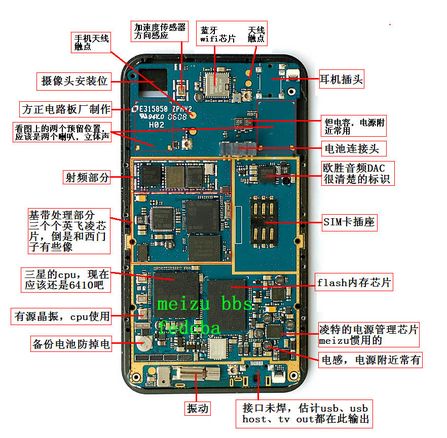 手机天线
触点
加速度传感器
方向感应
蓝牙
wifi芯片
天线
触点
摄像头安装位
耳机插头
方正电路板厂制作
E315850 ZPMY2
94V0 0608
H02
看图上的两个预留位置,
应该是两个喇叭,立体声
但电容,电源附
近常用
电池连接头
射频部分
欧胜音频DAC
很清楚的标识
基带处理部分
三个个英飞凌芯
片,倒是和西门
子有些像
SIM卡插座
三星的cpu,现在
应该还是6410吧
flash内存芯片
meizu bbs
fedoba
有源晶振,cpu使用
凌特的电源管理芯片
meizu惯用的
备份电池防掉电
电感,电源附近常有
振动
接口未焊,估计usb、usb
host、tv out都在此输出